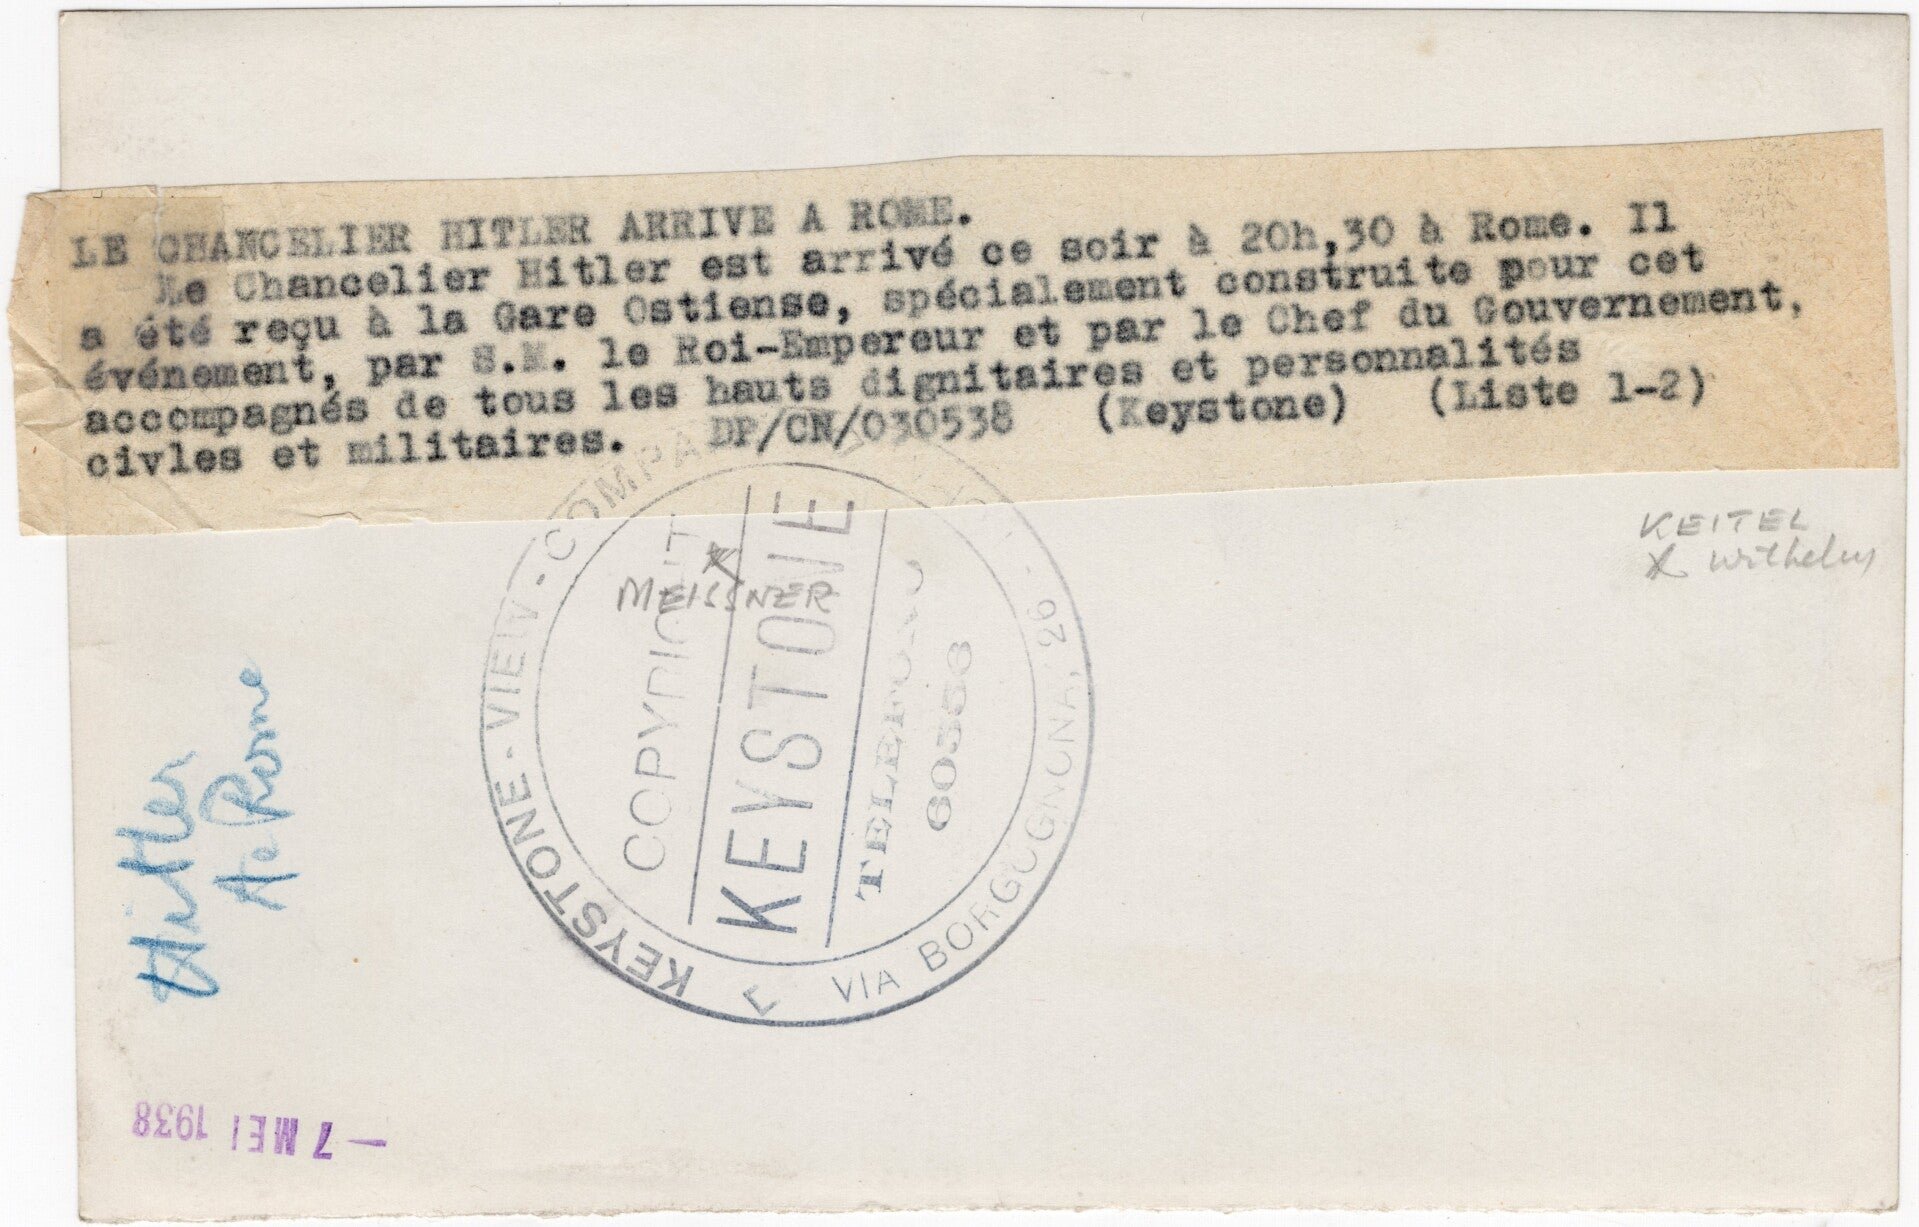 LE CHANCELIER HITLER ARRIVE A ROME.
Le Chancelier Hitler est arrivé ce soir à 20h,30 à Rome. Il
a été reçu à la Gare Ostiense, spécialement construite pour cet
événement, par S.M. le Roi-Empereur et par le Chef du Gouvernement,
accompagnés de tous les hauts dignitaires et personnalités
civles et militaires. DP/CN/030538 (Keystone) (Liste 1-2)
KEITEL
x Wilhelm
x
MEISSNER
KEYSTONE-VIEW-COMPA
VIA BORGOGNONA, 26
COPYRIGHT
KEYSTONE
TELEFONO
Hitler
Rome
- 7 MEI 1938